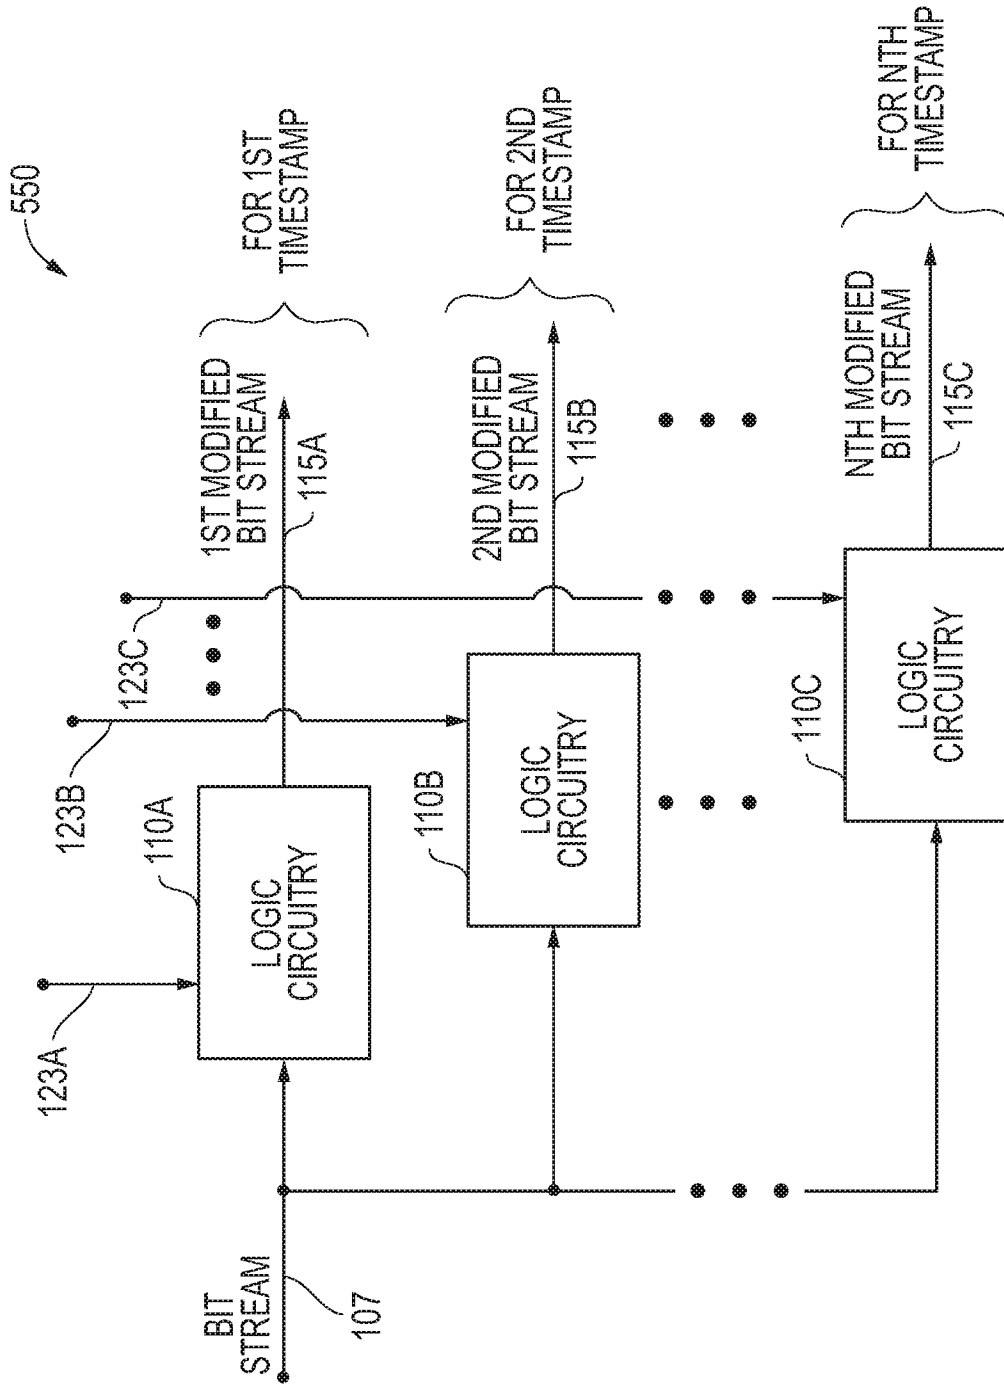 550
BIT
STREAM
107
123A
110A
LOGIC
CIRCUITRY
1ST MODIFIED
BIT STREAM
115A
FOR 1ST
TIMESTAMP
123B
110B
LOGIC
CIRCUITRY
2ND MODIFIED
BIT STREAM
115B
FOR 2ND
TIMESTAMP
123C
110C
LOGIC
CIRCUITRY
NTH MODIFIED
BIT STREAM
115C
FOR NTH
TIMESTAMP